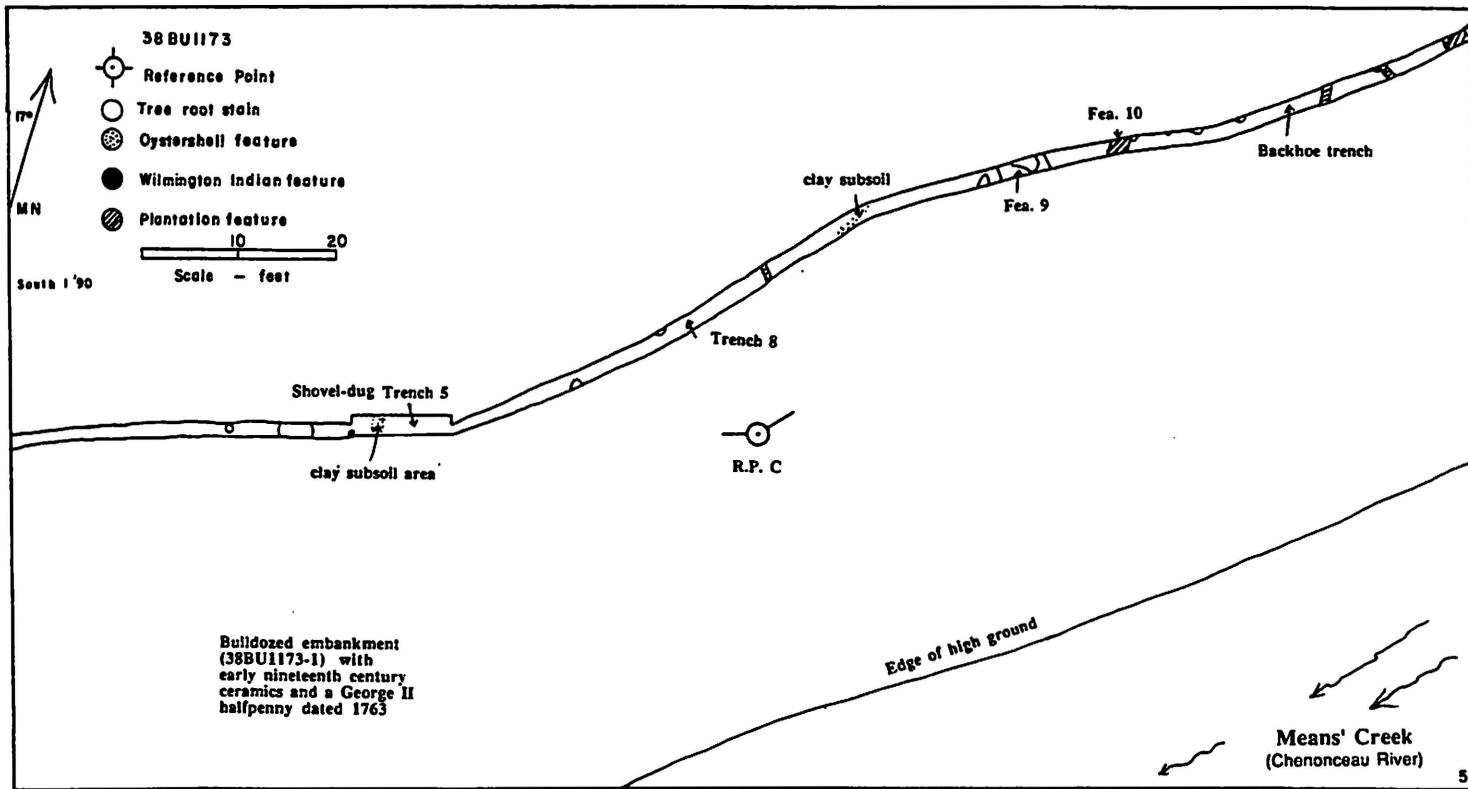 38BU1173
Reference Point
Tree root stain
Oystershell feature
Wilmington Indian feature
Plantation feature
17°
MN
10 20
Scale - feet
South 1 '90
Fea. 10
Backhoe trench
clay subsoil
Fea. 9
Trench 8
Shovel-dug Trench 5
clay subsoil area
R.P. C
Edge of high ground
Bulldozed embankment
(38BU1173-1) with
early nineteenth century
ceramics and a George II
halfpenny dated 1763
Means' Creek
(Chenonceau River)
5